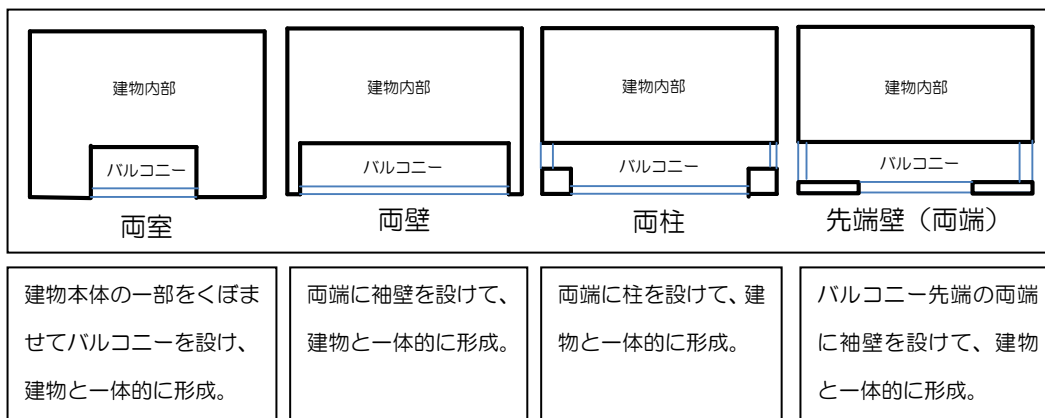 建物内部
バルコニー
両室
建物内部
バルコニー
両壁
建物内部
バルコニー
両柱
建物内部
バルコニー
先端壁（両端）
建物本体の一部をくぼま
せてバルコニーを設け、
建物と一体的に形成。
両端に袖壁を設けて、
建物と一体的に形成。
両端に柱を設けて、建
物と一体的に形成。
バルコニー先端の両端
に袖壁を設けて、建物
と一体的に形成。